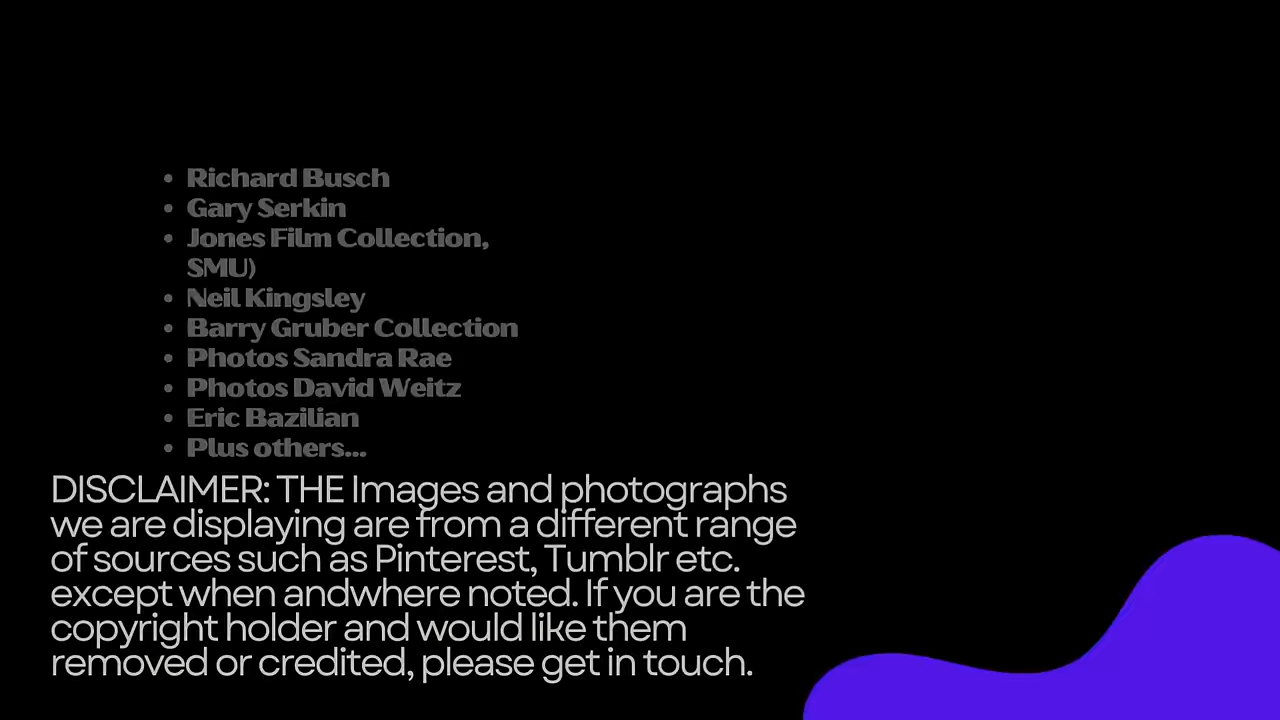 • Richard Busch
• Gary Serkin
• Jones Film Collection,
SMU)
• Neil Kingsley
• Barry Gruber Collection
• Photos Sandra Rae
• Photos David Weitz
• Eric Bazilian
• Plus others...
DISCLAIMER: THE Images and photographs
we are displaying are from a different range
of sources such as Pinterest, Tumblr etc.
except when andwhere noted. If you are the
copyright holder and would like them
removed or credited, please get in touch.